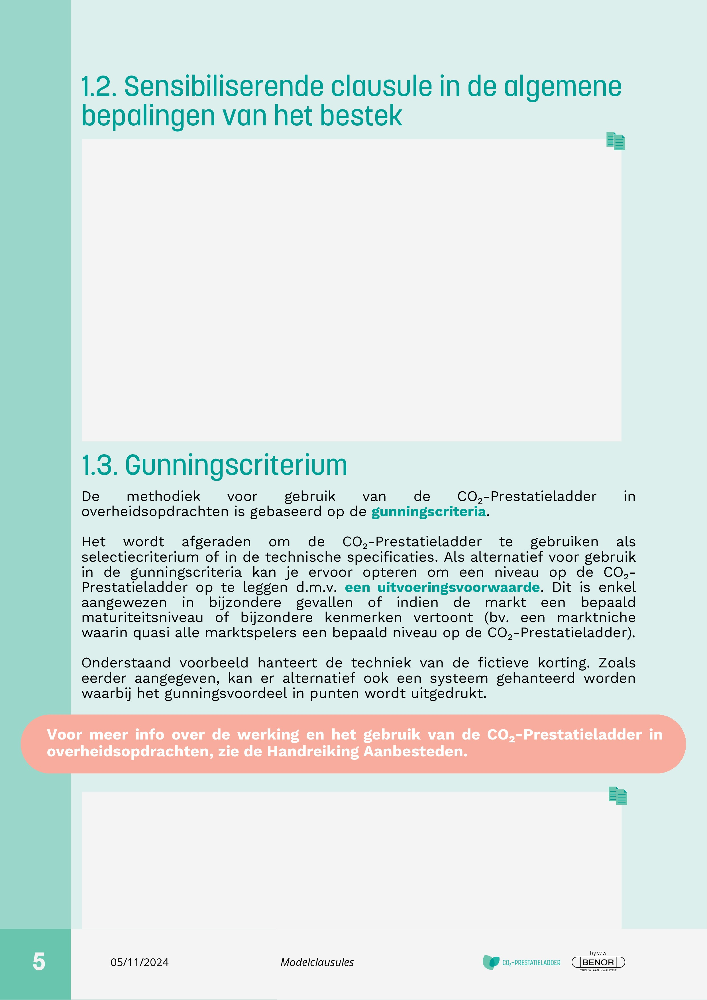 1.2. Sensibiliserende clausule in de algemene
bepalingen van het bestek
1.3. Gunningscriterium
De methodiek voor gebruik van de CO₂-Prestatieladder in
overheidsopdrachten is gebaseerd op de gunningscriteria.
Het wordt afgeraden om de CO₂-Prestatieladder te gebruiken als
selectiecriterium of in de technische specificaties. Als alternatief voor gebruik
in de gunningscriteria kan je ervoor opteren om een niveau op de CO₂-
Prestatieladder op te leggen d.m.v. een uitvoeringsvoorwaarde. Dit is enkel
aangewezen in bijzondere gevallen of indien de markt een bepaald
maturiteitsniveau of bijzondere kenmerken vertoont (bv. een marktniche
waarin quasi alle marktspelers een bepaald niveau op de CO₂-Prestatieladder).
Onderstaand voorbeeld hanteert de techniek van de fictieve korting. Zoals
eerder aangegeven, kan er alternatief ook een systeem gehanteerd worden
waarbij het gunningsvoordeel in punten wordt uitgedrukt.
Voor meer info over de werking en het gebruik van de CO₂-Prestatieladder in
overheidsopdrachten, zie de Handreiking Aanbesteden.
5
05/11/2024
Modelclausules
CO₂-PRESTATIELADDER
by vzw
BENOR
TROUW AAN KWALITEIT